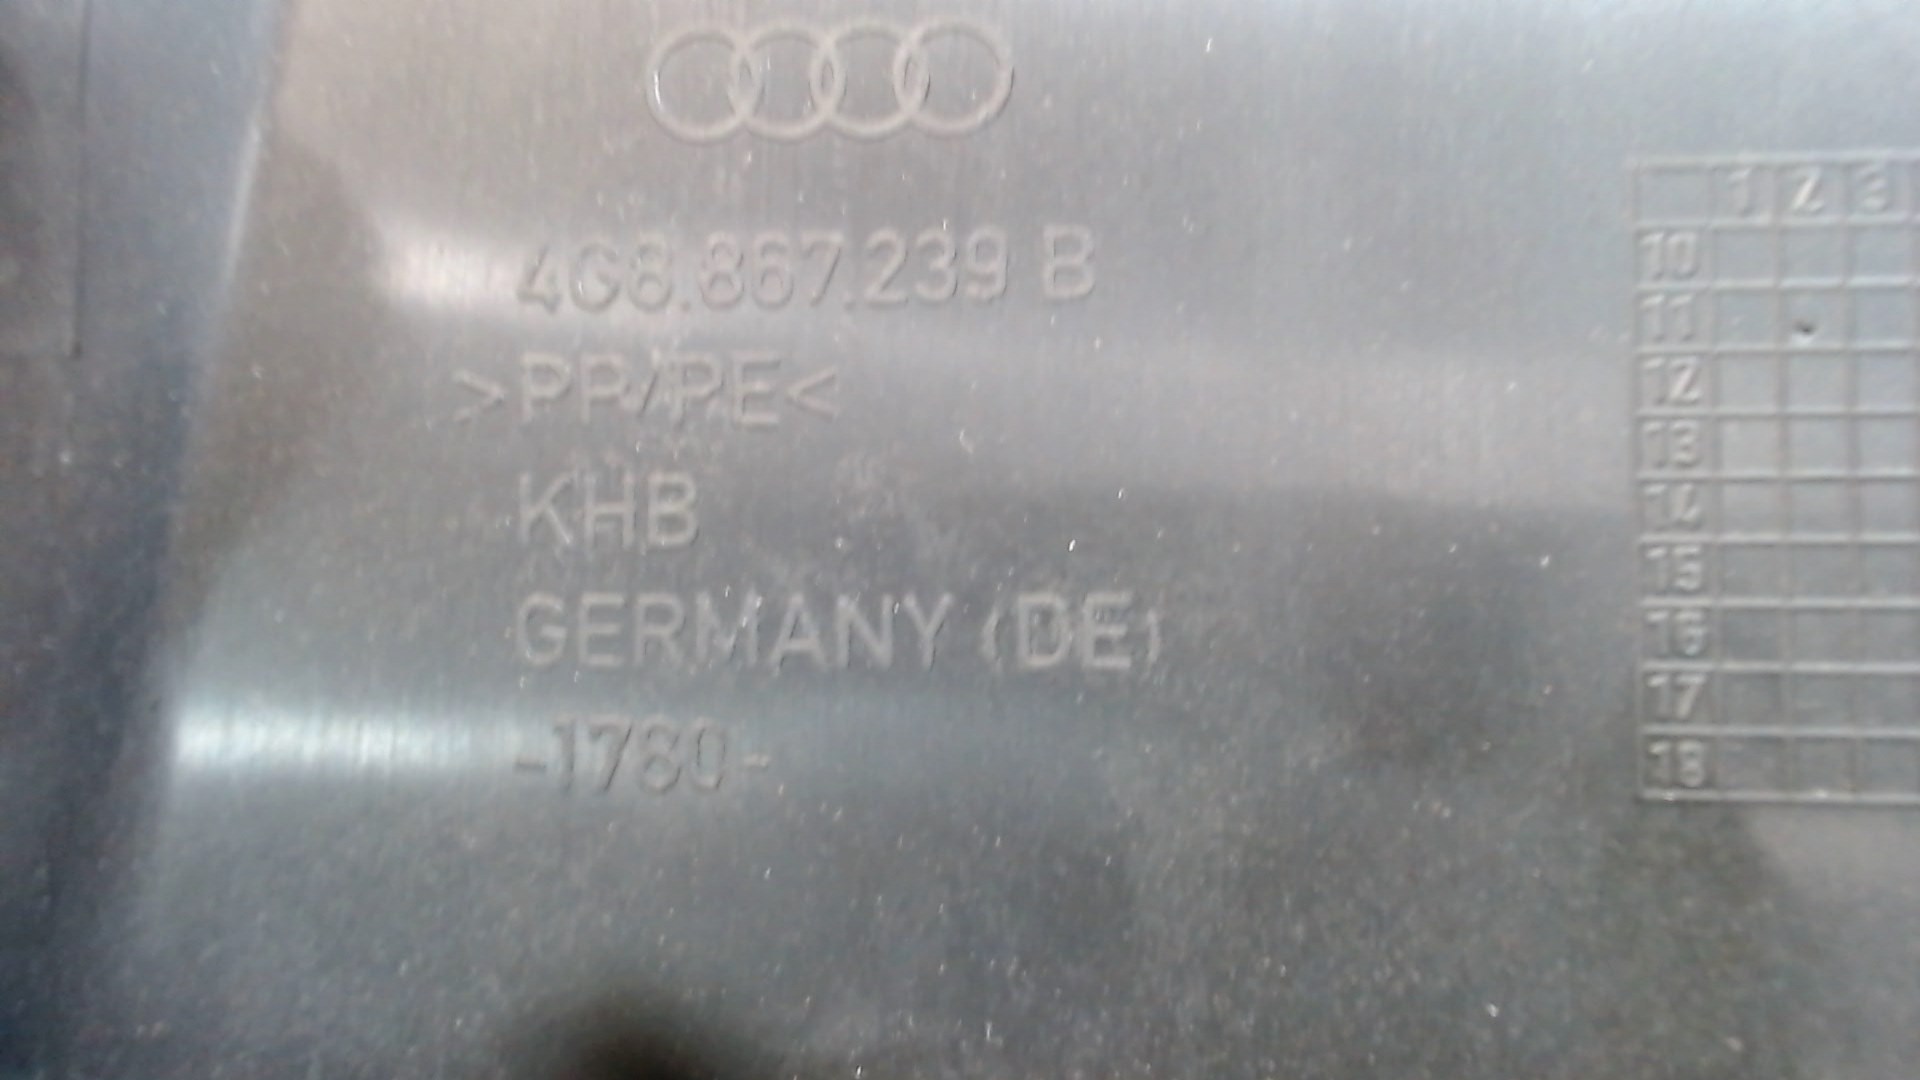 4G8.867.239 B
>PP/PE<
KHB
GERMANY (DE)
-1780-
1 2 3
10
11
12
13
14
15
16
17
18